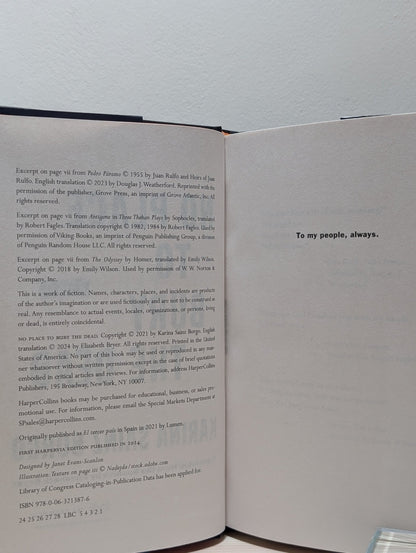 Excerpt on page vii from Pedro Páramo © 1955 by Juan Rulfo and Heirs of Juan
Rulfo. English translation © 2023 by Douglas J. Weatherford. Reprinted with the
permission of the publisher, Grove Press, an imprint of Grove Atlantic, Inc. All
rights reserved.
Excerpt on page vii from Antigone in Three Theban Plays by Sophocles, translated
by Robert Fagles. Translation copyright © 1982, 1984 by Robert Fagles. Used by
permission of Viking Books, an imprint of Penguin Publishing Group, a division
of Penguin Random House LLC. All rights reserved.
Excerpt on page vii from The Odyssey by Homer, translated by Emily Wilson.
Copyright © 2018 by Emily Wilson. Used by permission of W. W. Norton &
Company, Inc.
This is a work of fiction. Names, characters, places, and incidents are products
of the author's imagination or are used fictitiously and are not to be construed as
real. Any resemblance to actual events, locales, organizations, or persons, living
or dead, is entirely coincidental.
NO PLACE TO BURY THE DEAD. Copyright © 2021 by Karina Sainz Borgo. English
translation © 2024 by Elizabeth Bryer. All rights reserved. Printed in the United
States of America. No part of this book may be used or reproduced in any man-
ner whatsoever without written permission except in the case of brief quotations
embodied in critical articles and reviews. For information, address HarperCollins
Publishers, 195 Broadway, New York, NY 10007.
HarperCollins books may be purchased for educational, business, or sales pro-
motional use. For information, please email the Special Markets Department at
SPsales@harpercollins.com.
Originally published as El tercer país in Spain in 2021 by Lumen.
FIRST HARPERVIA EDITION PUBLISHED IN 2024
Designed by Janet Evans-Scanlon
Illustration: Texture on page iii © Nadeyda/stock.adobe.com
Library of Congress Cataloging-in-Publication Data has been applied for.
ISBN 978-0-06-321387-6
24 25 26 27 28 LBC 5 4 3 2 1
To my people, always.